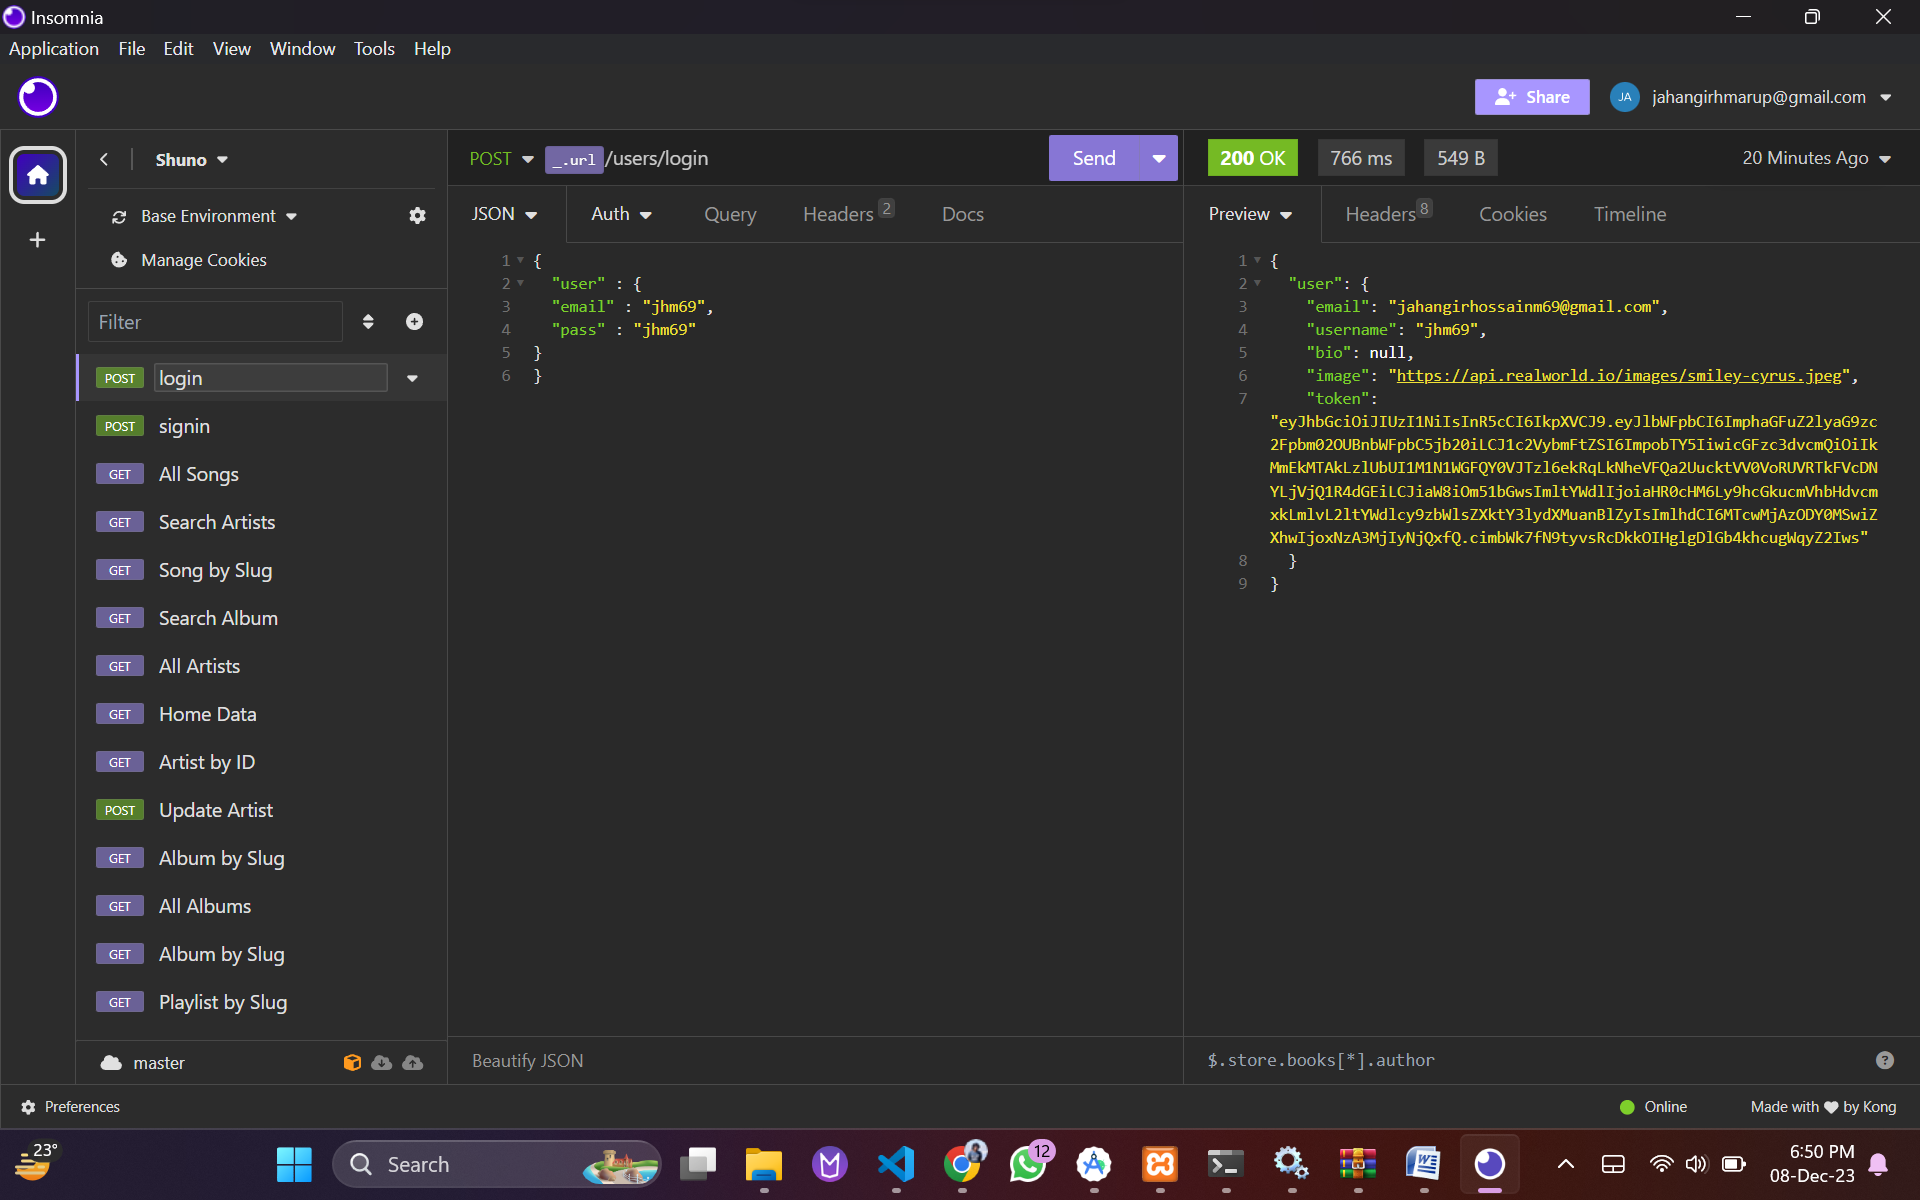 Insomnia
Application File Edit View Window Tools Help
Share
JA jahangirhmarup@gmail.com
Shuno
POST _.url/users/login
Send
200 OK 766 ms 549 B 20 Minutes Ago
Base Environment
Manage Cookies
JSON Auth Query Headers 2 Docs
Preview Headers 8 Cookies Timeline
Filter
POST login
POST signin
GET All Songs
GET Search Artists
GET Song by Slug
GET Search Album
GET All Artists
GET Home Data
GET Artist by ID
POST Update Artist
GET Album by Slug
GET All Albums
GET Album by Slug
GET Playlist by Slug
master
1 {
2 "user" : {
3 "email" : "jhm69",
4 "pass" : "jhm69"
5 }
6 }
Beautify JSON
1 {
2 "user": {
3 "email": "jahangirhossainm69@gmail.com",
4 "username": "jhm69",
5 "bio": null,
6 "image": "https://api.realworld.io/images/smiley-cyrus.jpeg",
7 "token":
"eyJhbGciOiJIUzI1NiIsInR5cCI6IkpXVCJ9.eyJlbWFpbCI6ImphaGFuZ2lyaG9zc
2Fpbm02OUBnbWFpbC5jb20iLCJ1c2VybmFtZSI6ImpobTY5IiwicGFzc3dvcmQiOiIk
MmEkMTAkLzlUbUI1M1N1WGFQY0VJTzl6ekRqLkNheVFQa2UucktVV0VoRUVRTkFVcDN
YLjVjQ1R4dGEiLCJiaW8iOm51bGwsImltYWdlIjoiaHR0cHM6Ly9hcGkucmVhbHdvcm
xkLmlvL2ltYWdlcy9zbWlsZXktY3lydXMuanBlZyIsImlhdCI6MTcwMjAzODY0MSwiZ
XhwIjoxNzA3MjIyNjQxfQ.cimbWk7fN9tyvsRcDkkOIHglgDlGb4khcugWqyZ2Iws"
8 }
9 }
$.store.books[*].author
Preferences
Online Made with by Kong
23°
Search
12
6:50 PM
08-Dec-23